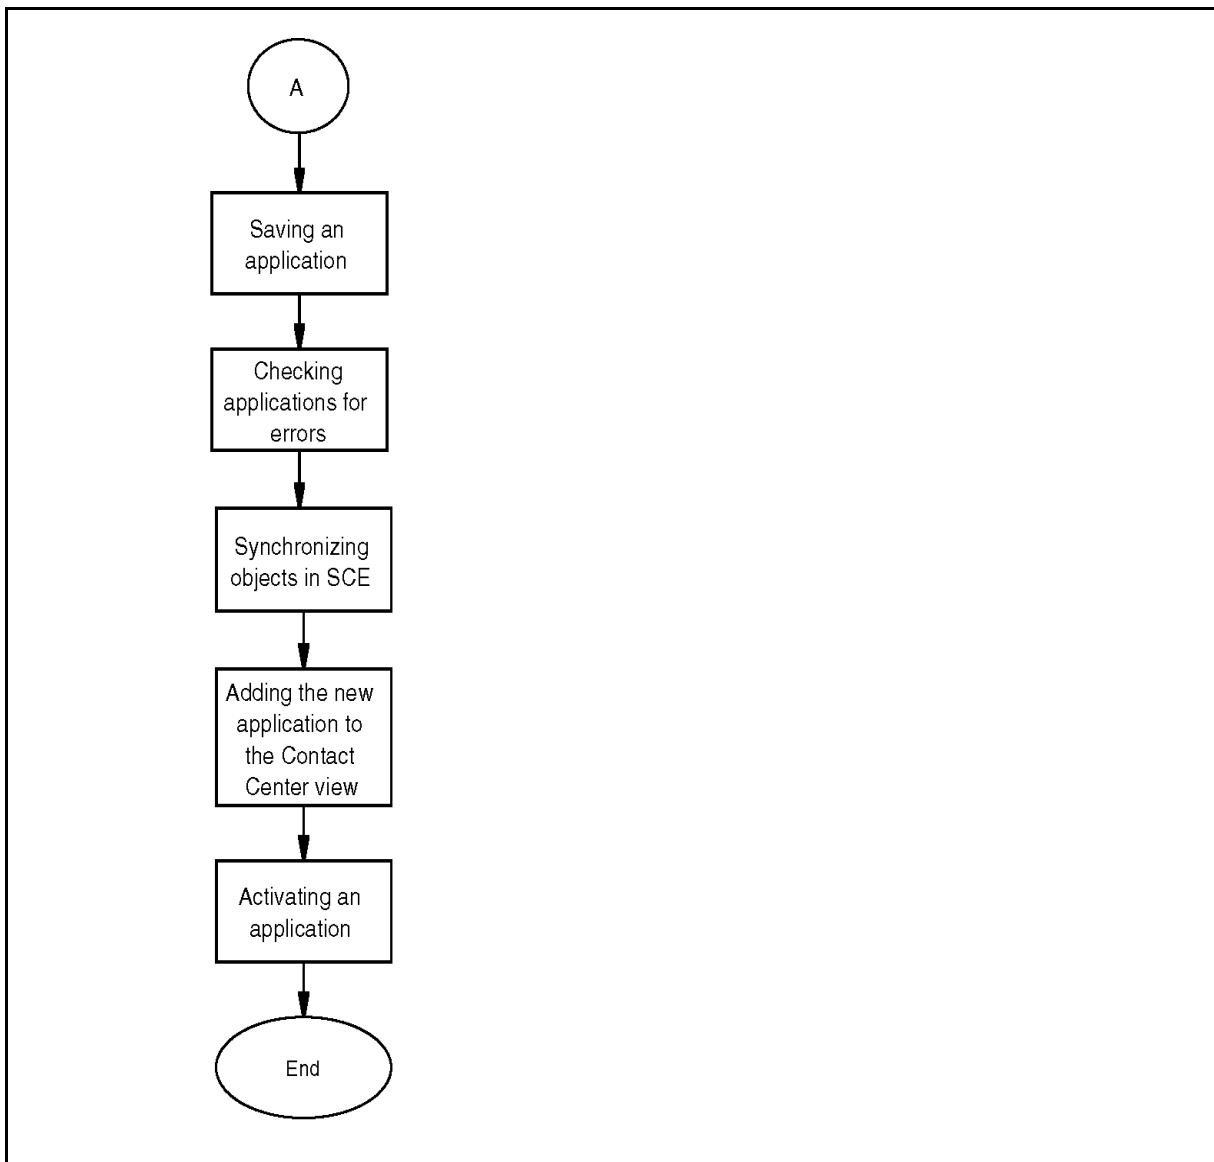 A
Saving an
application
Checking
applications for
errors
Synchronizing
objects in SCE
Adding the new
application to
the Contact
Center view
Activating an
application
End